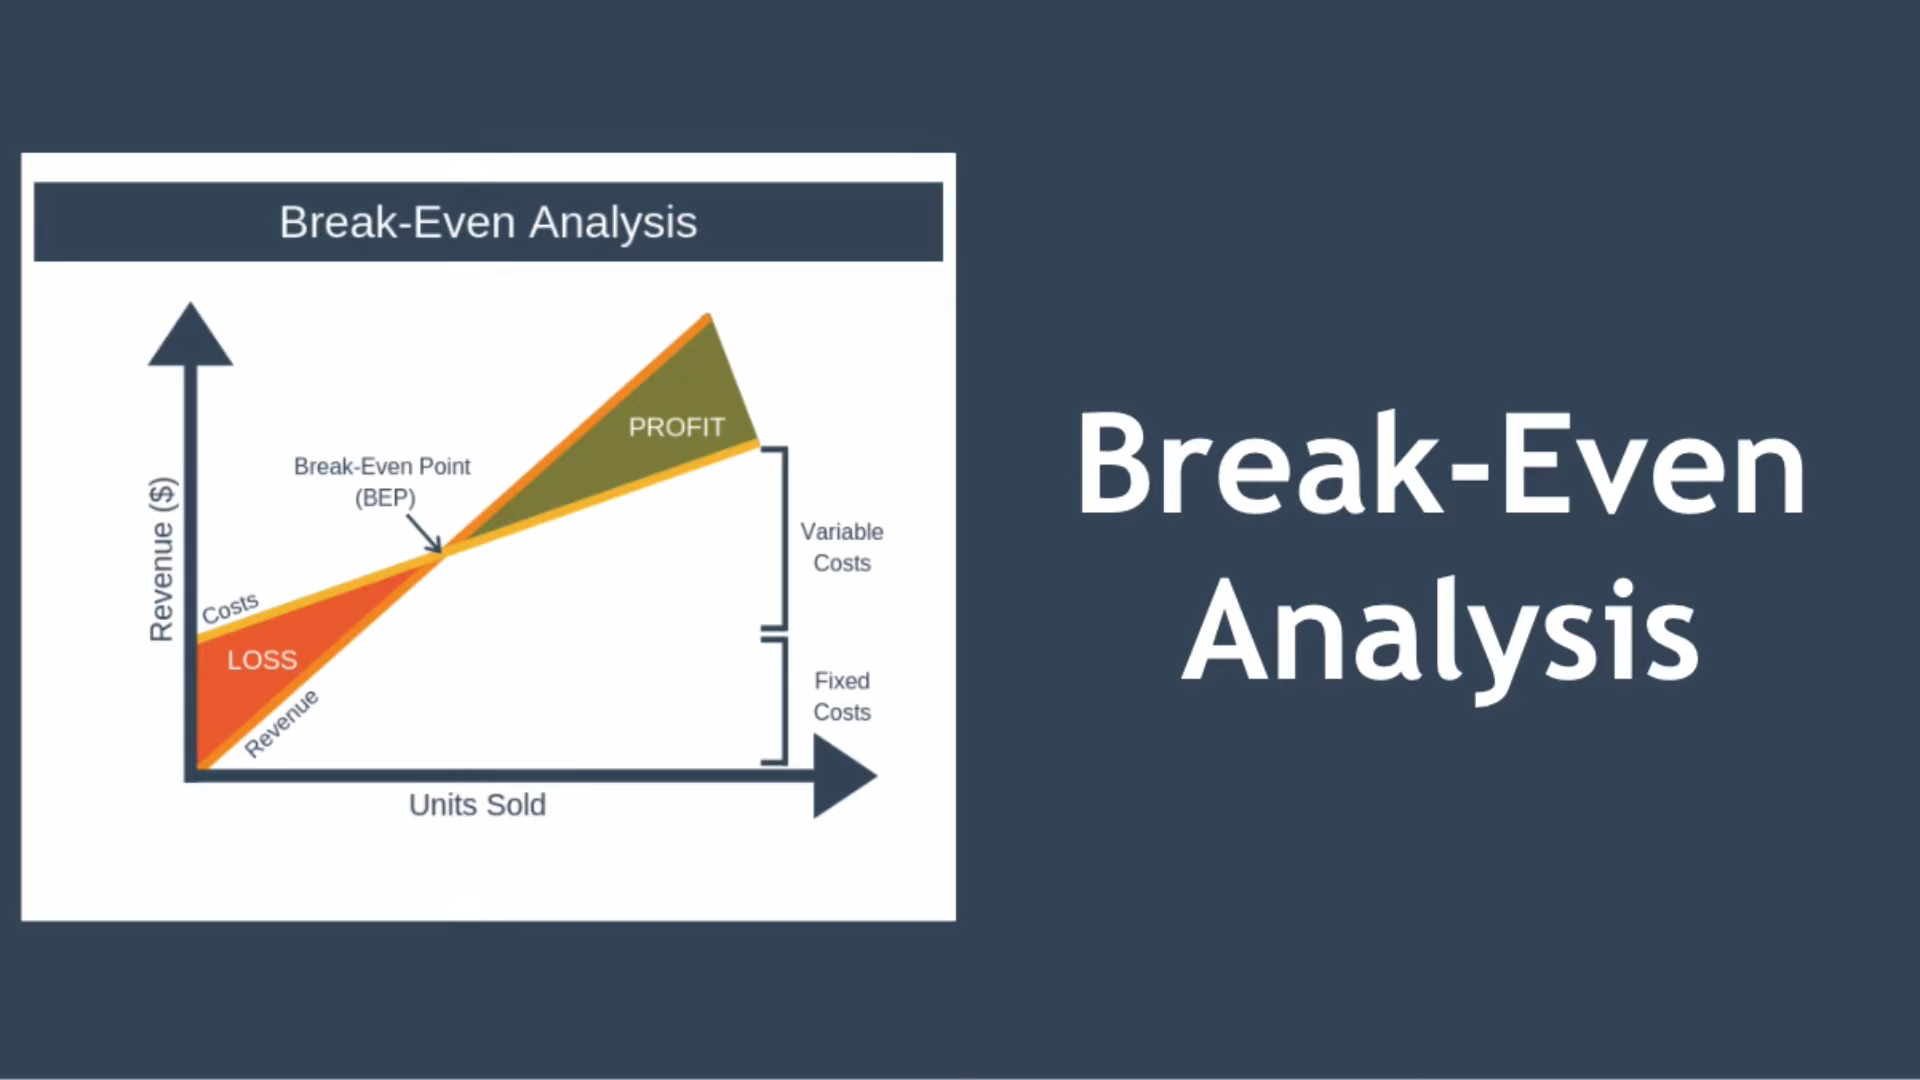 Break-Even Analysis
Revenue ($)
Break-Even Point
(BEP)
PROFIT
Costs
LOSS
Revenue
Variable
Costs
Fixed
Costs
Units Sold
Break-Even
Analysis